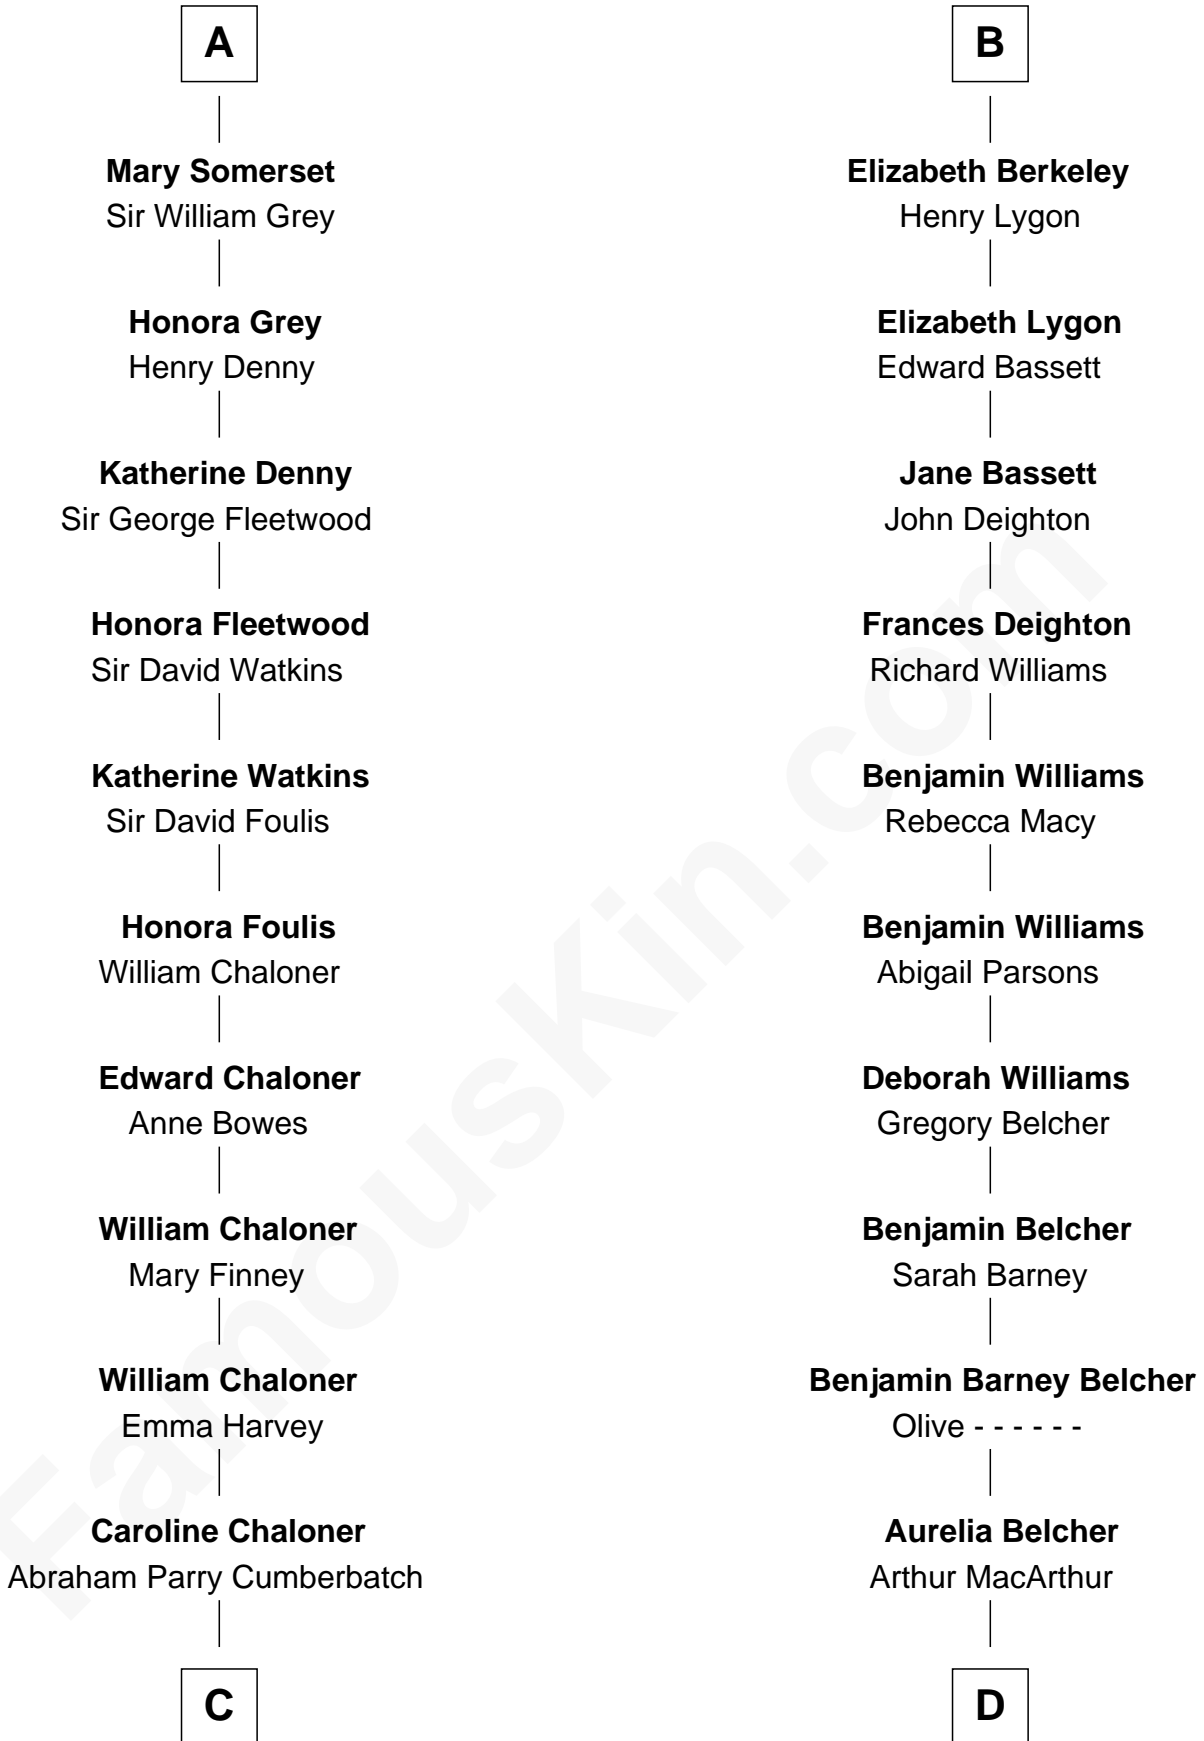 A
Mary Somerset
Sir William Grey
Honora Grey
Henry Denny
Katherine Denny
Sir George Fleetwood
Honora Fleetwood
Sir David Watkins
Katherine Watkins
Sir David Foulis
Honora Foulis
William Chaloner
Edward Chaloner
Anne Bowes
William Chaloner
Mary Finney
William Chaloner
Emma Harvey
Caroline Chaloner
Abraham Parry Cumberbatch
C
B
Elizabeth Berkeley
Henry Lygon
Elizabeth Lygon
Edward Bassett
Jane Bassett
John Deighton
Frances Deighton
Richard Williams
Benjamin Williams
Rebecca Macy
Benjamin Williams
Abigail Parsons
Deborah Williams
Gregory Belcher
Benjamin Belcher
Sarah Barney
Benjamin Barney Belcher
Olive - - - - - -
Aurelia Belcher
Arthur MacArthur
D
FamousKin.com